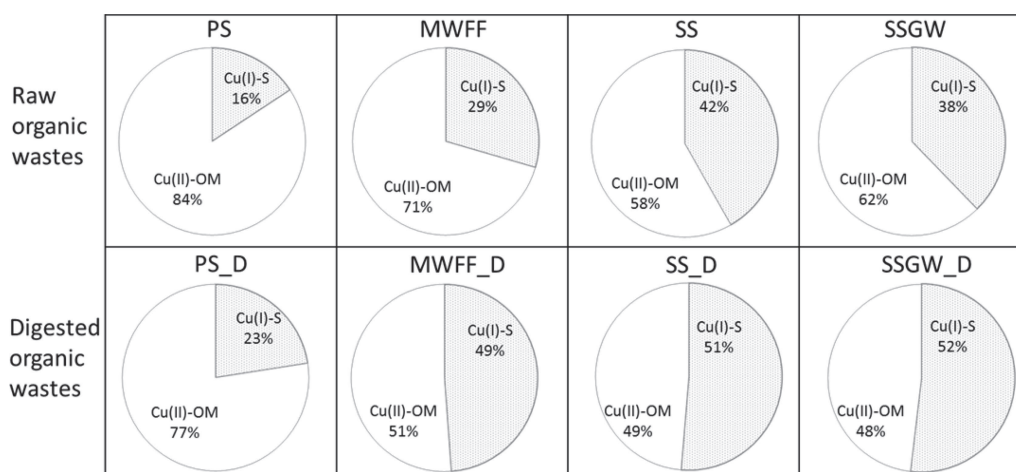 PS
MWFF
SS
SSGW
Raw
organic
wastes
Cu(I)-S
16%
Cu(II)-OM
84%
Cu(I)-S
29%
Cu(II)-OM
71%
Cu(I)-S
42%
Cu(II)-OM
58%
Cu(I)-S
38%
Cu(II)-OM
62%
PS_D
MWFF_D
SS_D
SSGW_D
Digested
organic
wastes
Cu(I)-S
23%
Cu(II)-OM
77%
Cu(I)-S
49%
Cu(II)-OM
51%
Cu(I)-S
51%
Cu(II)-OM
49%
Cu(I)-S
52%
Cu(II)-OM
48%